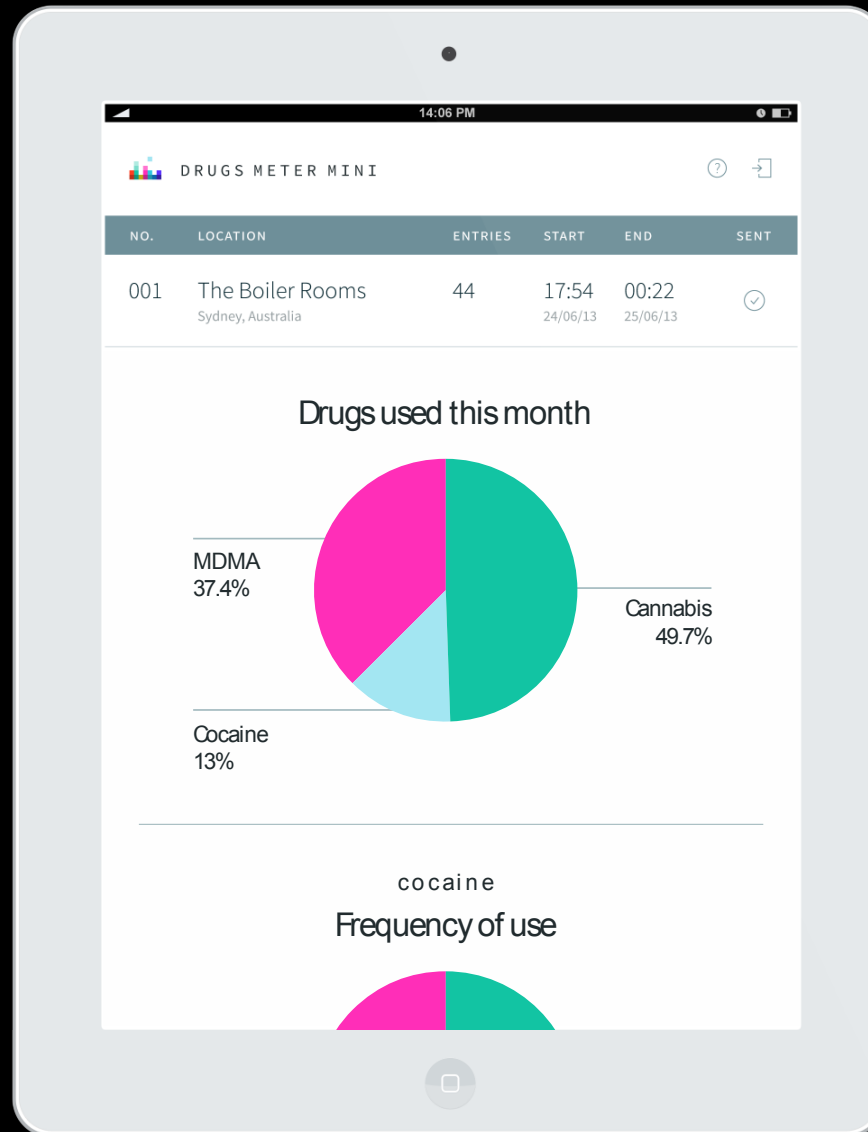 14:06 PM
DRUGS METER MINI
?
NO. LOCATION ENTRIES START END SENT
001 The Boiler Rooms 44 17:54 00:22
Sydney, Australia 24/06/13 25/06/13
Drugs used this month
MDMA
37.4%
Cannabis
49.7%
Cocaine
13%
cocaine
Frequency of use